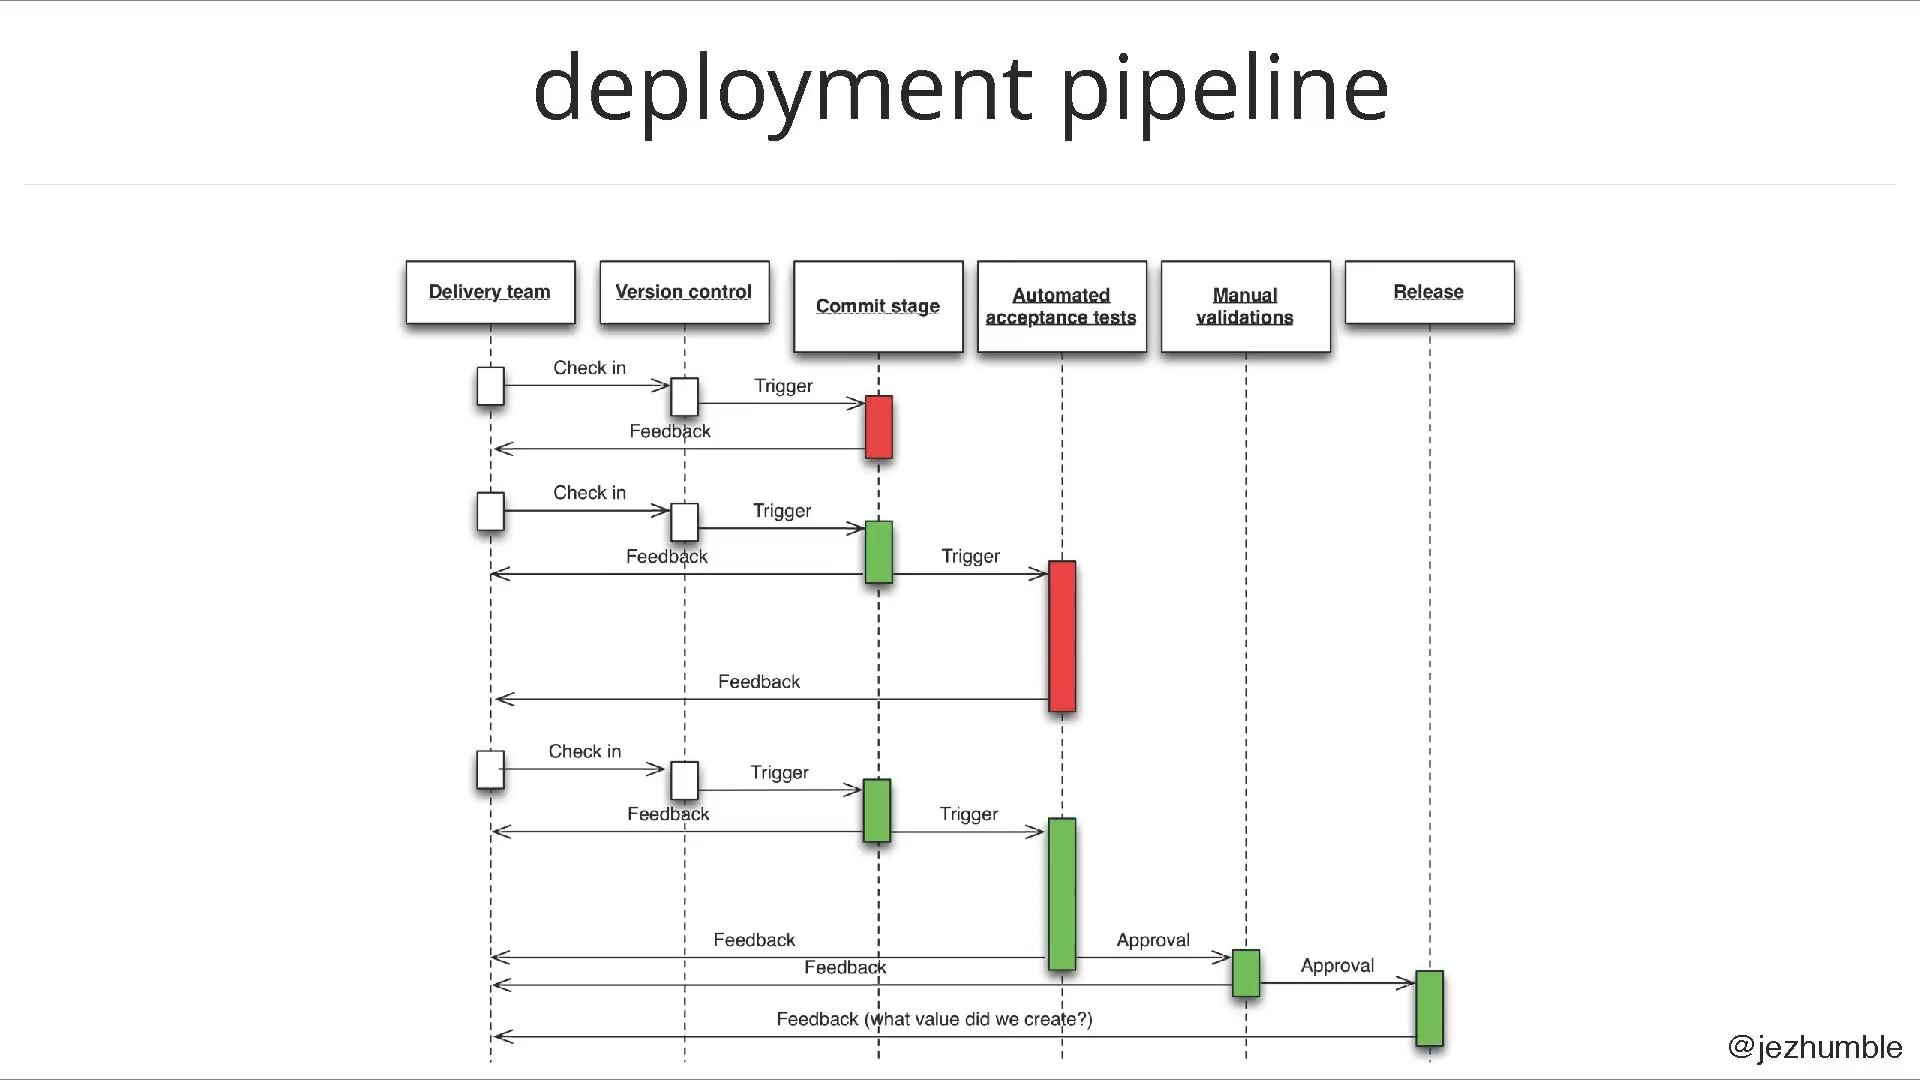 deployment pipeline
Delivery team
Version control
Commit stage
Automated
acceptance tests
Manual
validations
Release
Check in
Trigger
Feedback
Check in
Trigger
Feedback
Trigger
Feedback
Check in
Trigger
Feedback
Trigger
Feedback
Approval
Feedback
Approval
Feedback (what value did we create?)
@jezhumble